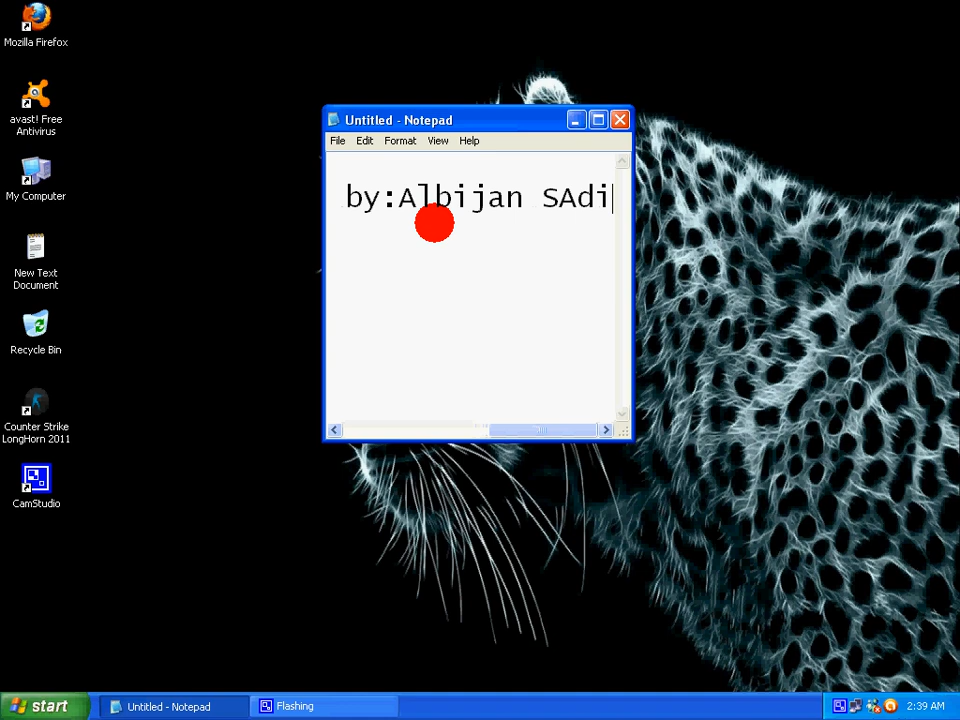 Mozilla Firefox
avast! Free
Antivirus
My Computer
New Text
Document
Recycle Bin
Counter Strike
LongHorn 2011
CamStudio
Untitled - Notepad
File Edit Format View Help
by:Albijan SAdi
start
Untitled - Notepad
Flashing
2:39 AM